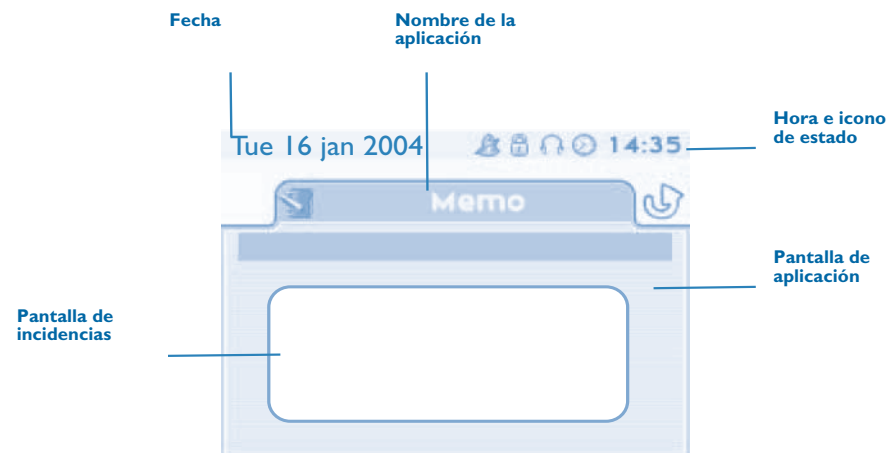 Fecha
Nombre de la
aplicación
Hora e icono
de estado
Tue 16 jan 2004
14:35
Memo
Pantalla de
aplicación
Pantalla de
incidencias